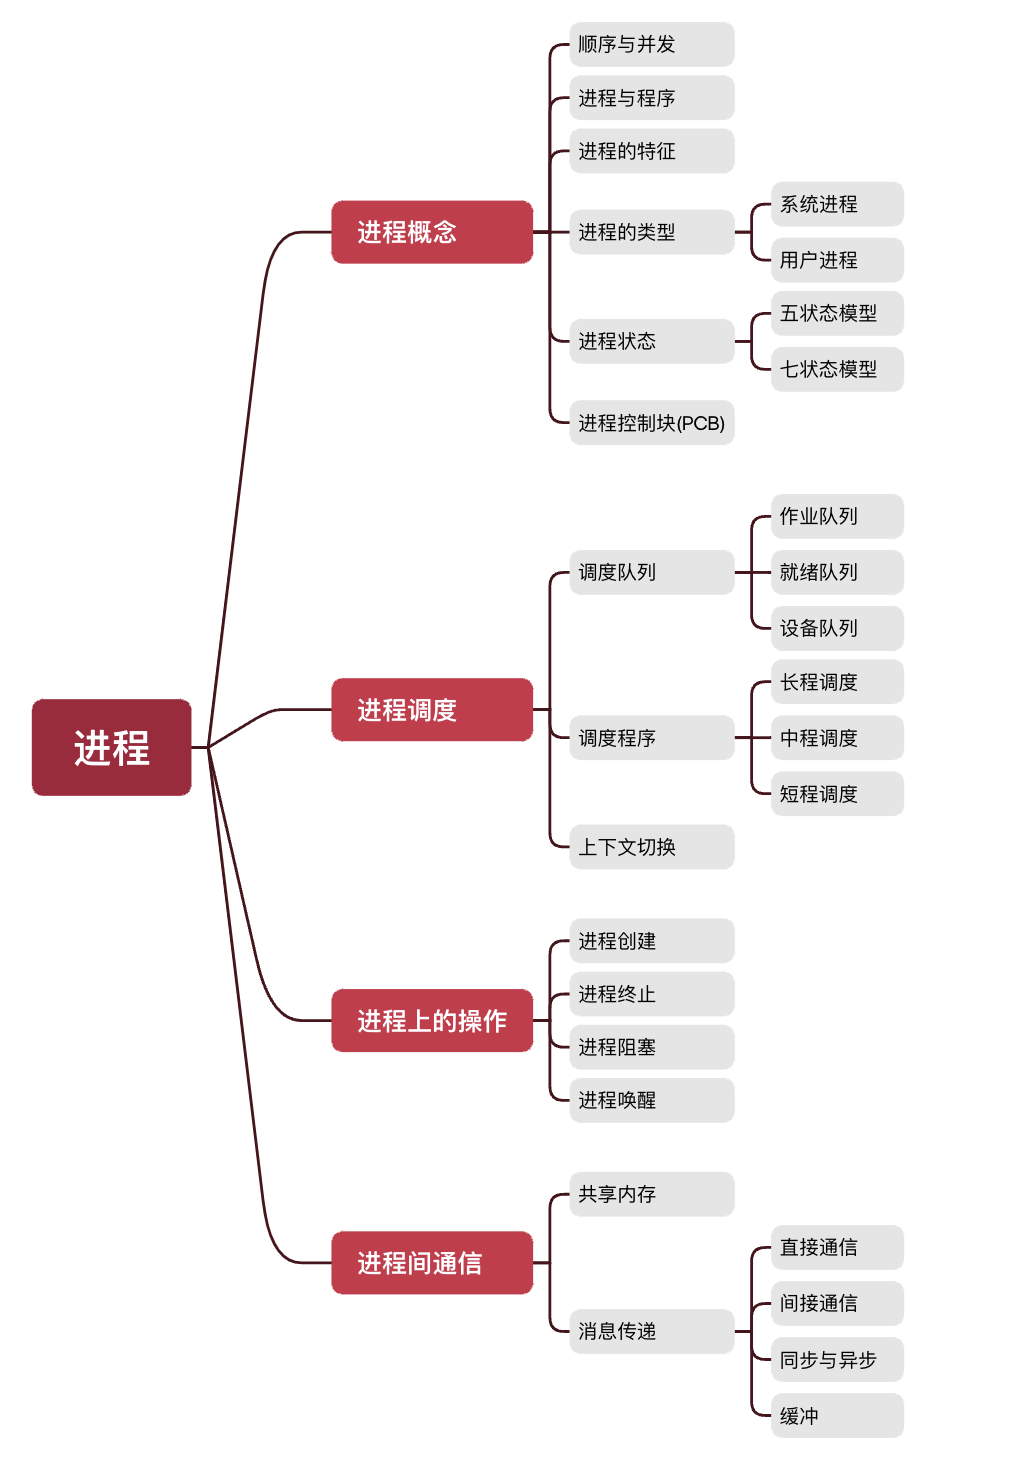 进程
进程概念
顺序与并发
进程与程序
进程的特征
进程的类型
系统进程
用户进程
进程状态
五状态模型
七状态模型
进程控制块(PCB)
进程调度
调度队列
作业队列
就绪队列
设备队列
调度程序
长程调度
中程调度
短程调度
上下文切换
进程上的操作
进程创建
进程终止
进程阻塞
进程唤醒
进程间通信
共享内存
消息传递
直接通信
间接通信
同步与异步
缓冲